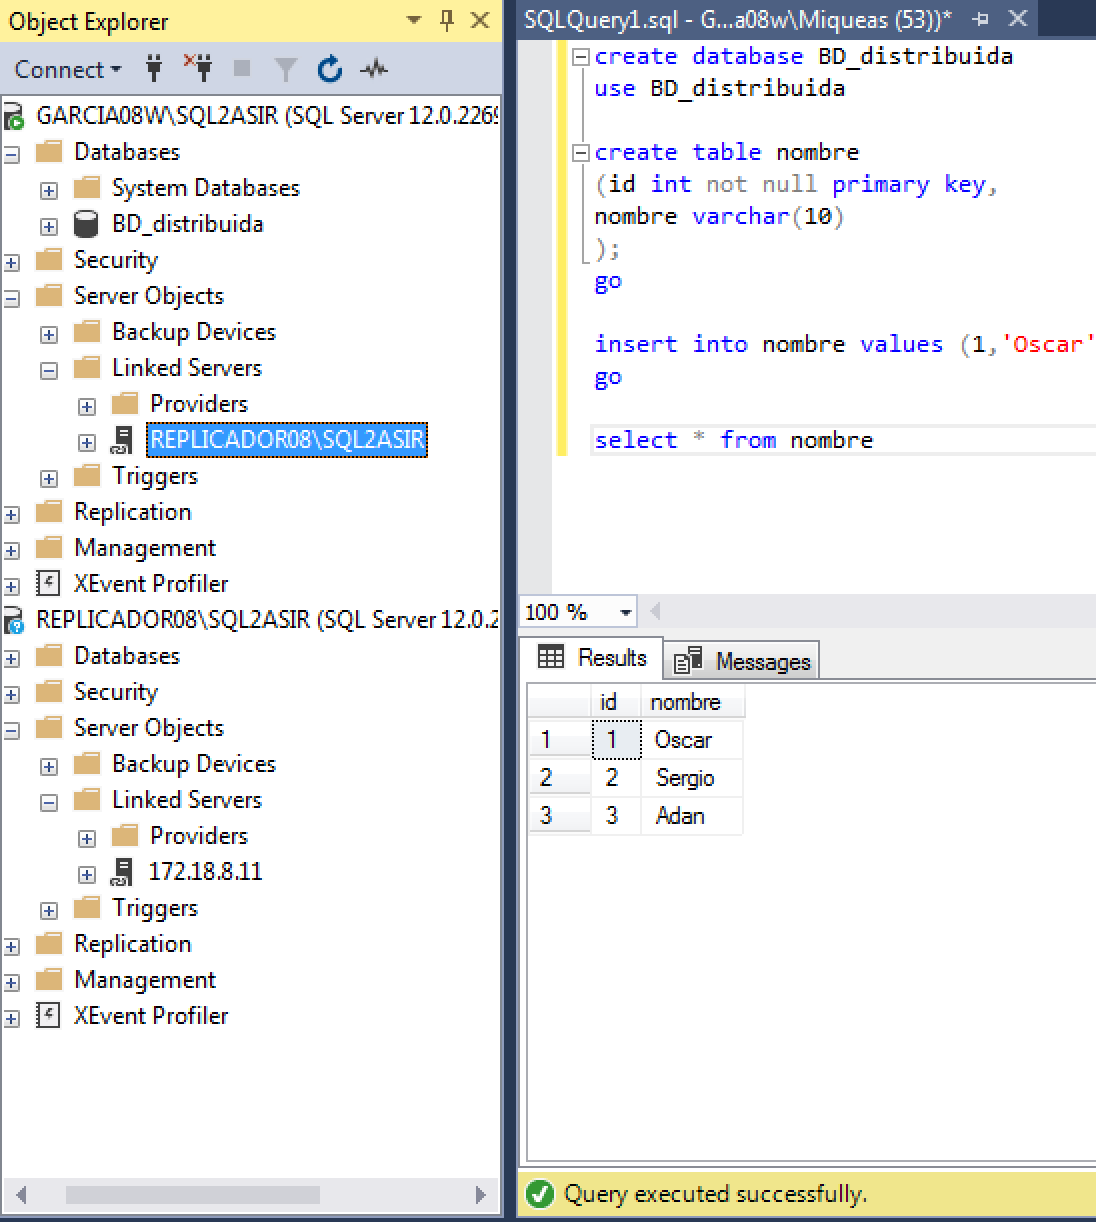 Object Explorer
Connect
GARCIA08W\SQL2ASIR (SQL Server 12.0.2269
Databases
System Databases
BD_distribuida
Security
Server Objects
Backup Devices
Linked Servers
Providers
REPLICADOR08\SQL2ASIR
Triggers
Replication
Management
XEvent Profiler
REPLICADOR08\SQL2ASIR (SQL Server 12.0.2
Databases
Security
Server Objects
Backup Devices
Linked Servers
Providers
172.18.8.11
Triggers
Replication
Management
XEvent Profiler
SQLQuery1.sql - G...a08w\Miqueas (53))*
create database BD_distribuida
use BD_distribuida
create table nombre
(id int not null primary key,
nombre varchar(10)
);
go
insert into nombre values (1,'Oscar'
go
select * from nombre
100 %
Results Messages
id nombre
1 1 Oscar
2 2 Sergio
3 3 Adan
Query executed successfully.